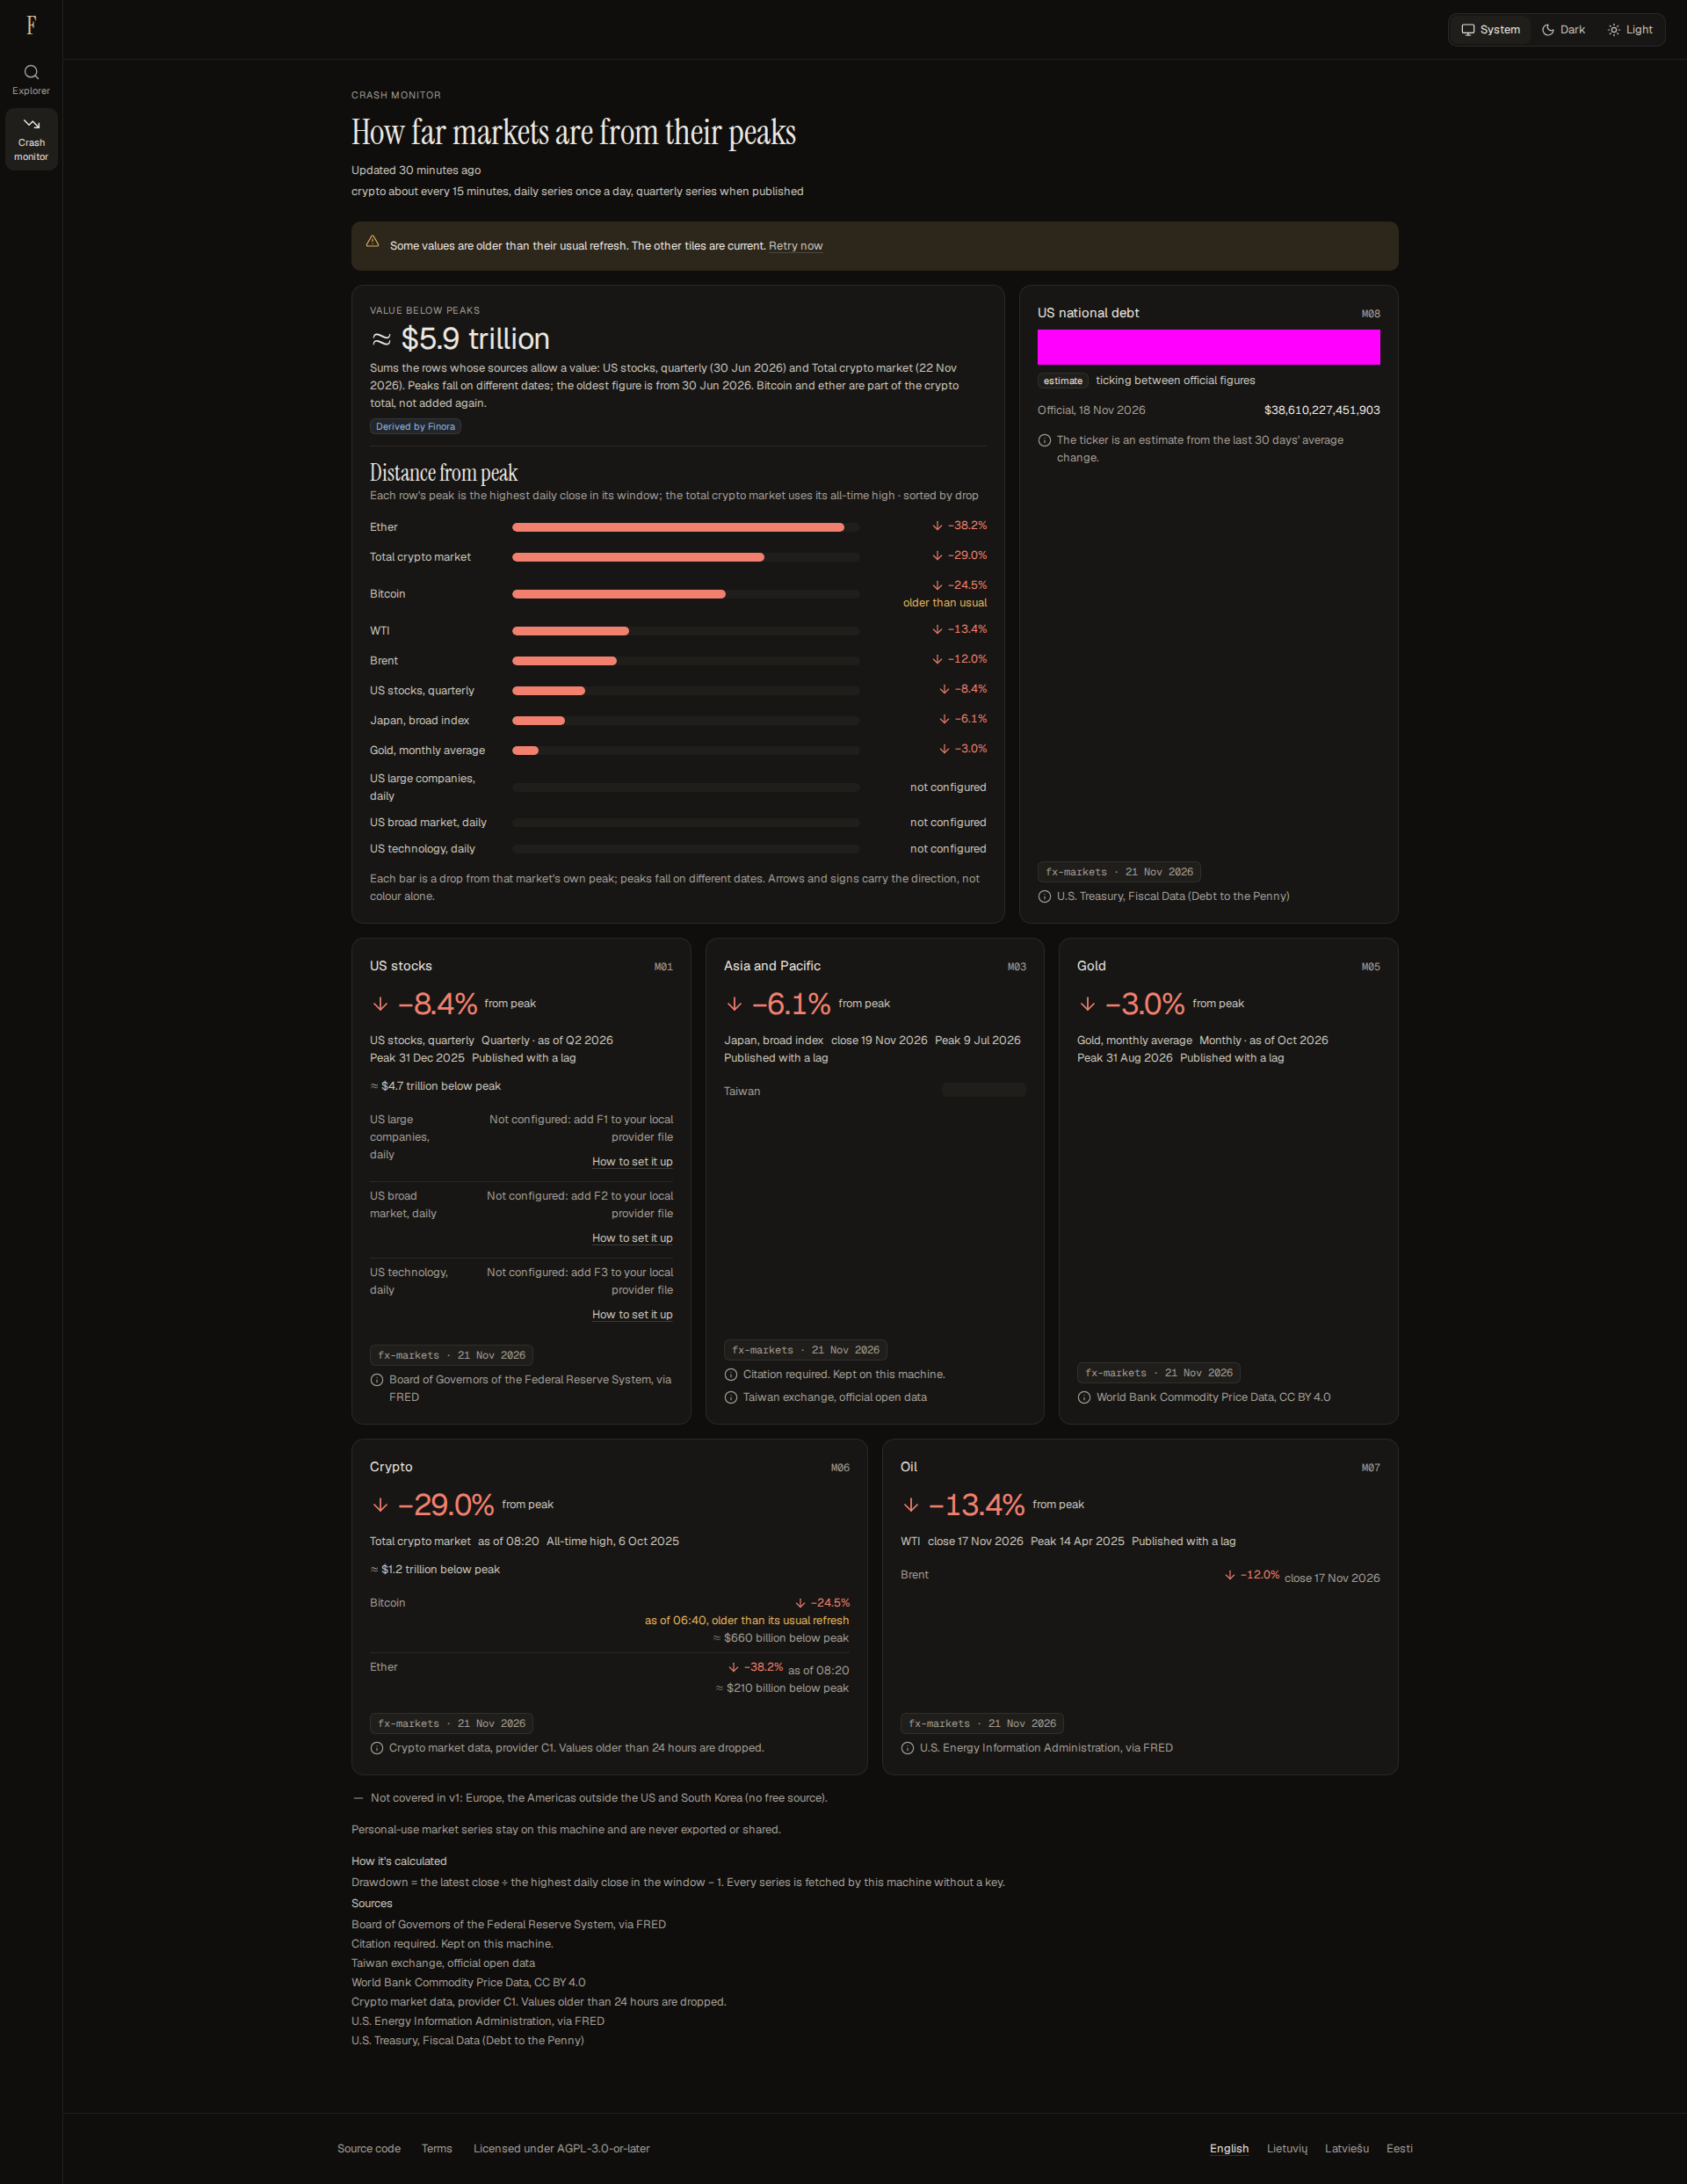 F
System
Dark
Light
Explorer
Crash
monitor
CRASH MONITOR
How far markets are from their peaks
Updated 30 minutes ago
crypto about every 15 minutes, daily series once a day, quarterly series when published
Some values are older than their usual refresh. The other tiles are current. Retry now
VALUE BELOW PEAKS
≈ $5.9 trillion
Sums the rows whose sources allow a value: US stocks, quarterly (30 Jun 2026) and Total crypto market (22 Nov
2026). Peaks fall on different dates; the oldest figure is from 30 Jun 2026. Bitcoin and ether are part of the crypto
total, not added again.
Derived by Finora
Distance from peak
Each row's peak is the highest daily close in its window; the total crypto market uses its all-time high · sorted by drop
Ether ↓ −38.2%
Total crypto market ↓ −29.0%
Bitcoin ↓ −24.5%
older than usual
WTI ↓ −13.4%
Brent ↓ −12.0%
US stocks, quarterly ↓ −8.4%
Japan, broad index ↓ −6.1%
Gold, monthly average ↓ −3.0%
US large companies,
daily
not configured
US broad market, daily not configured
US technology, daily not configured
Each bar is a drop from that market's own peak; peaks fall on different dates. Arrows and signs carry the direction, not
colour alone.
US national debt M08
estimate ticking between official figures
Official, 18 Nov 2026 $38,610,227,451,903
The ticker is an estimate from the last 30 days' average
change.
fx-markets · 21 Nov 2026
U.S. Treasury, Fiscal Data (Debt to the Penny)
US stocks M01
↓ −8.4% from peak
US stocks, quarterly Quarterly · as of Q2 2026
Peak 31 Dec 2025 Published with a lag
≈ $4.7 trillion below peak
US large
companies,
daily
Not configured: add F1 to your local
provider file
How to set it up
US broad
market, daily
Not configured: add F2 to your local
provider file
How to set it up
US technology,
daily
Not configured: add F3 to your local
provider file
How to set it up
fx-markets · 21 Nov 2026
Board of Governors of the Federal Reserve System, via
FRED
Asia and Pacific M03
↓ −6.1% from peak
Japan, broad index close 19 Nov 2026 Peak 9 Jul 2026
Published with a lag
Taiwan
fx-markets · 21 Nov 2026
Citation required. Kept on this machine.
Taiwan exchange, official open data
Gold M05
↓ −3.0% from peak
Gold, monthly average Monthly · as of Oct 2026
Peak 31 Aug 2026 Published with a lag
fx-markets · 21 Nov 2026
World Bank Commodity Price Data, CC BY 4.0
Crypto M06
↓ −29.0% from peak
Total crypto market as of 08:20 All-time high, 6 Oct 2025
≈ $1.2 trillion below peak
Bitcoin ↓ −24.5%
as of 06:40, older than its usual refresh
≈ $660 billion below peak
Ether ↓ −38.2% as of 08:20
≈ $210 billion below peak
fx-markets · 21 Nov 2026
Crypto market data, provider C1. Values older than 24 hours are dropped.
Oil M07
↓ −13.4% from peak
WTI close 17 Nov 2026 Peak 14 Apr 2025 Published with a lag
Brent ↓ −12.0% close 17 Nov 2026
fx-markets · 21 Nov 2026
U.S. Energy Information Administration, via FRED
— Not covered in v1: Europe, the Americas outside the US and South Korea (no free source).
Personal-use market series stay on this machine and are never exported or shared.
How it's calculated
Drawdown = the latest close ÷ the highest daily close in the window − 1. Every series is fetched by this machine without a key.
Sources
Board of Governors of the Federal Reserve System, via FRED
Citation required. Kept on this machine.
Taiwan exchange, official open data
World Bank Commodity Price Data, CC BY 4.0
Crypto market data, provider C1. Values older than 24 hours are dropped.
U.S. Energy Information Administration, via FRED
U.S. Treasury, Fiscal Data (Debt to the Penny)
Source code Terms Licensed under AGPL-3.0-or-later
English Lietuvių Latviešu Eesti